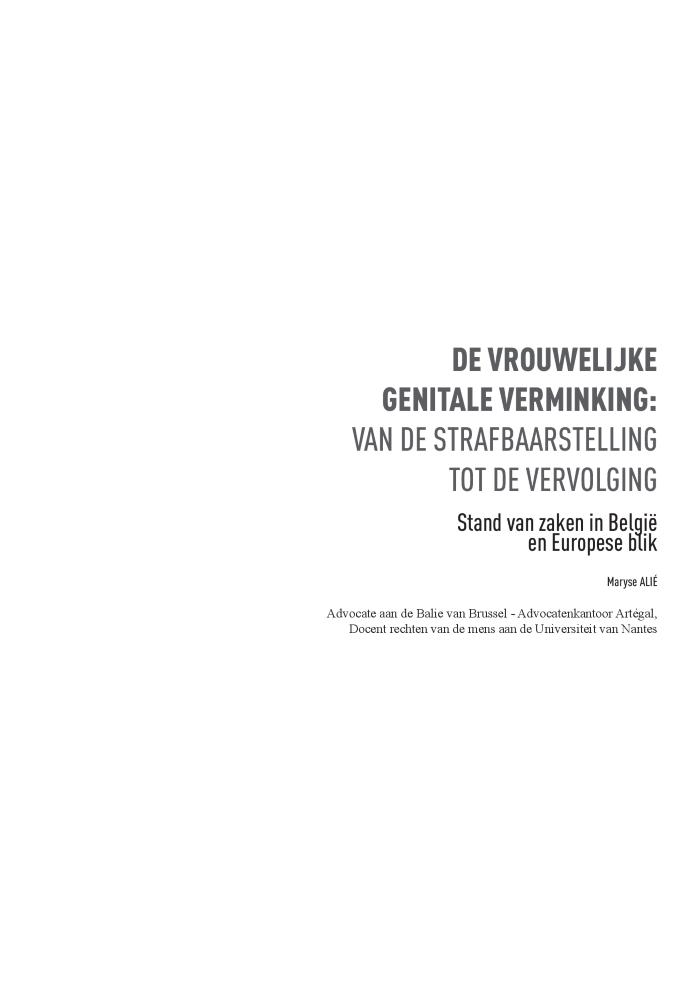 DE VROUWELIJKE
GENITALE VERMINKING:
VAN DE STRAFBAARSTELLING
TOT DE VERVOLGING
Stand van zaken in België
en Europese blik
Maryse ALIÉ
Advocate aan de Balie van Brussel - Advocatenkantoor Artégal,
Docent rechten van de mens aan de Universiteit van Nantes